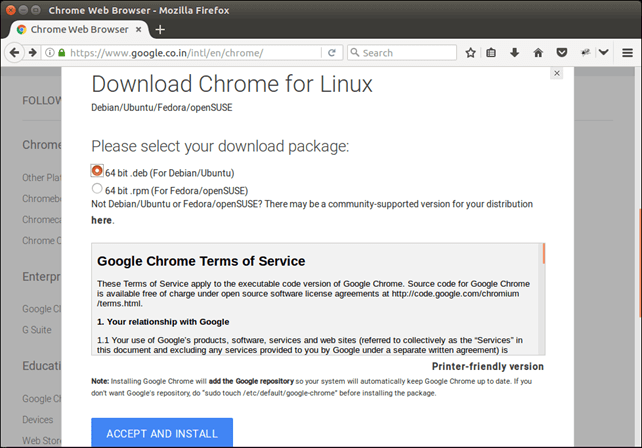 Chrome Web Browser - Mozilla Firefox
Chrome Web Browser
https://www.google.co.in/intl/en/chrome/
Search
FOLLOW
Chrome
Other Plat
Chromeb
Chromeca
Chrome C
Enterpr
Google Cl
G Suite
Educati
Google Cl
Devices
Web Store
Download Chrome for Linux
Debian/Ubuntu/Fedora/openSUSE
Please select your download package:
64 bit .deb (For Debian/Ubuntu)
64 bit .rpm (For Fedora/openSUSE)
Not Debian/Ubuntu or Fedora/openSUSE? There may be a community-supported version for your distribution
here.
Google Chrome Terms of Service
These Terms of Service apply to the executable code version of Google Chrome. Source code for Google Chrome
is available free of charge under open source software license agreements at http://code.google.com/chromium
/terms.html.
1. Your relationship with Google
1.1 Your use of Google's products, software, services and web sites (referred to collectively as the “Services” in
this document and excluding any services provided to you by Google under a separate written agreement) is
Printer-friendly version
Note: Installing Google Chrome will add the Google repository so your system will automatically keep Google Chrome up to date. If you
don't want Google's repository, do "sudo touch /etc/default/google-chrome" before installing the package.
ACCEPT AND INSTALL